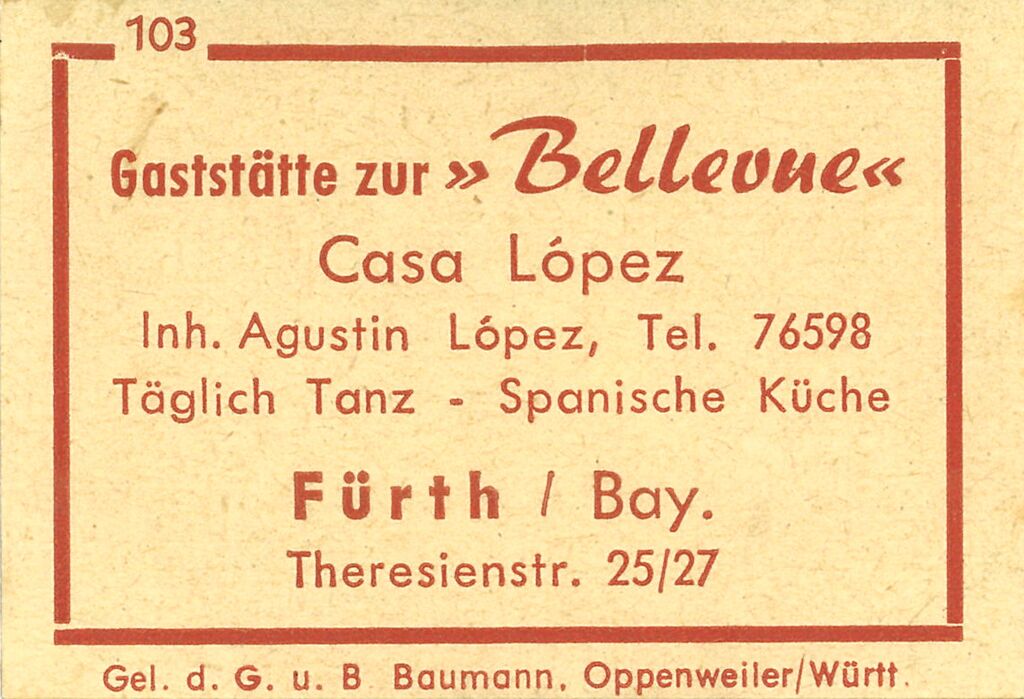 103
Gaststätte zur »Bellevue«
Casa López
Inh. Agustin López, Tel. 76598
Täglich Tanz - Spanische Küche
Fürth / Bay.
Theresienstr. 25/27
Gel. d. G. u. B Baumann, Oppenweiler/Württ.